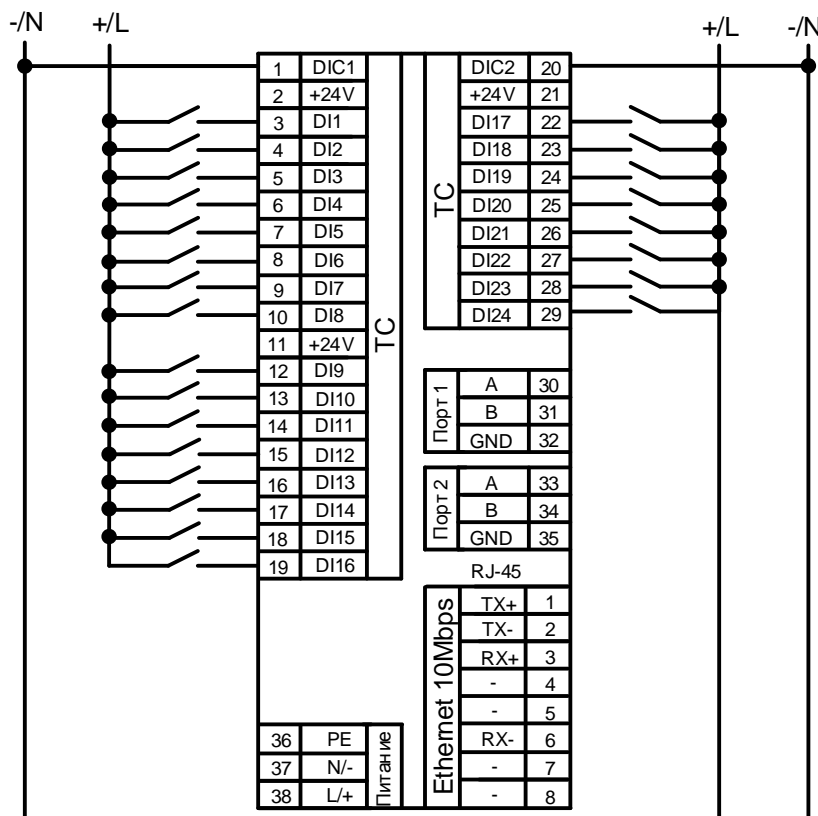 -/N +/L +/L -/N
1 DIC1 DIC2 20
2 +24V +24V 21
3 DI1 DI17 22
4 DI2 DI18 23
5 DI3 DI19 24
6 DI4 DI20 25
7 DI5 DI21 26
8 DI6 DI22 27
9 DI7 DI23 28
10 DI8 DI24 29
ТС
ТС
11 +24V
12 DI9
13 DI10
14 DI11
15 DI12
16 DI13
17 DI14
18 DI15
19 DI16
Порт 1
A 30
B 31
GND 32
Порт 2
A 33
B 34
GND 35
RJ-45
Ethernet 10Mbps
TX+ 1
TX- 2
RX+ 3
- 4
- 5
RX- 6
- 7
- 8
36 PE
37 N/-
38 L/+
Питание